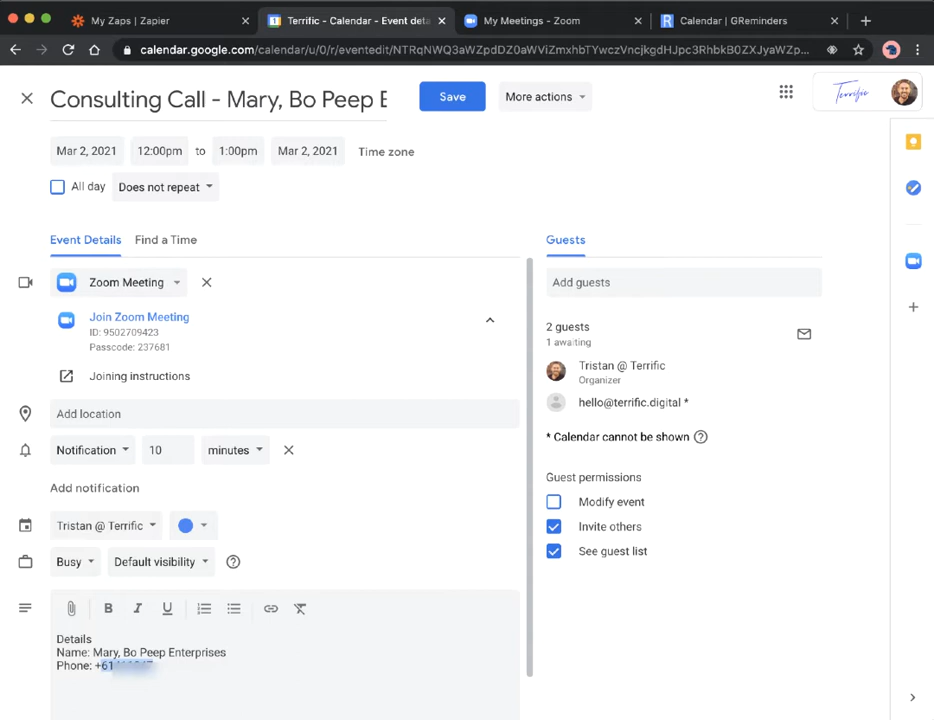 My Zaps | Zapier
Terrific - Calendar - Event deta
My Meetings - Zoom
Calendar | GReminders
calendar.google.com/calendar/u/0/r/eventedit/NTRqNWQ3aWZpdDZ0aWViZmxhbTYwczVncjkgdHJpc3RhbkB0ZXJyaWZp...
Consulting Call - Mary, Bo Peep E
Save
More actions
Terrific
Mar 2, 2021
12:00pm
to
1:00pm
Mar 2, 2021
Time zone
All day
Does not repeat
Event Details
Find a Time
Guests
Zoom Meeting
Add guests
Join Zoom Meeting
ID: 9502709423
Passcode: 237681
Joining instructions
2 guests
1 awaiting
Tristan @ Terrific
Organizer
hello@terrific.digital *
* Calendar cannot be shown
Add location
Notification
10
minutes
Add notification
Guest permissions
Modify event
Invite others
See guest list
Tristan @ Terrific
Busy
Default visibility
B
I
U
Details
Name: Mary, Bo Peep Enterprises
Phone: